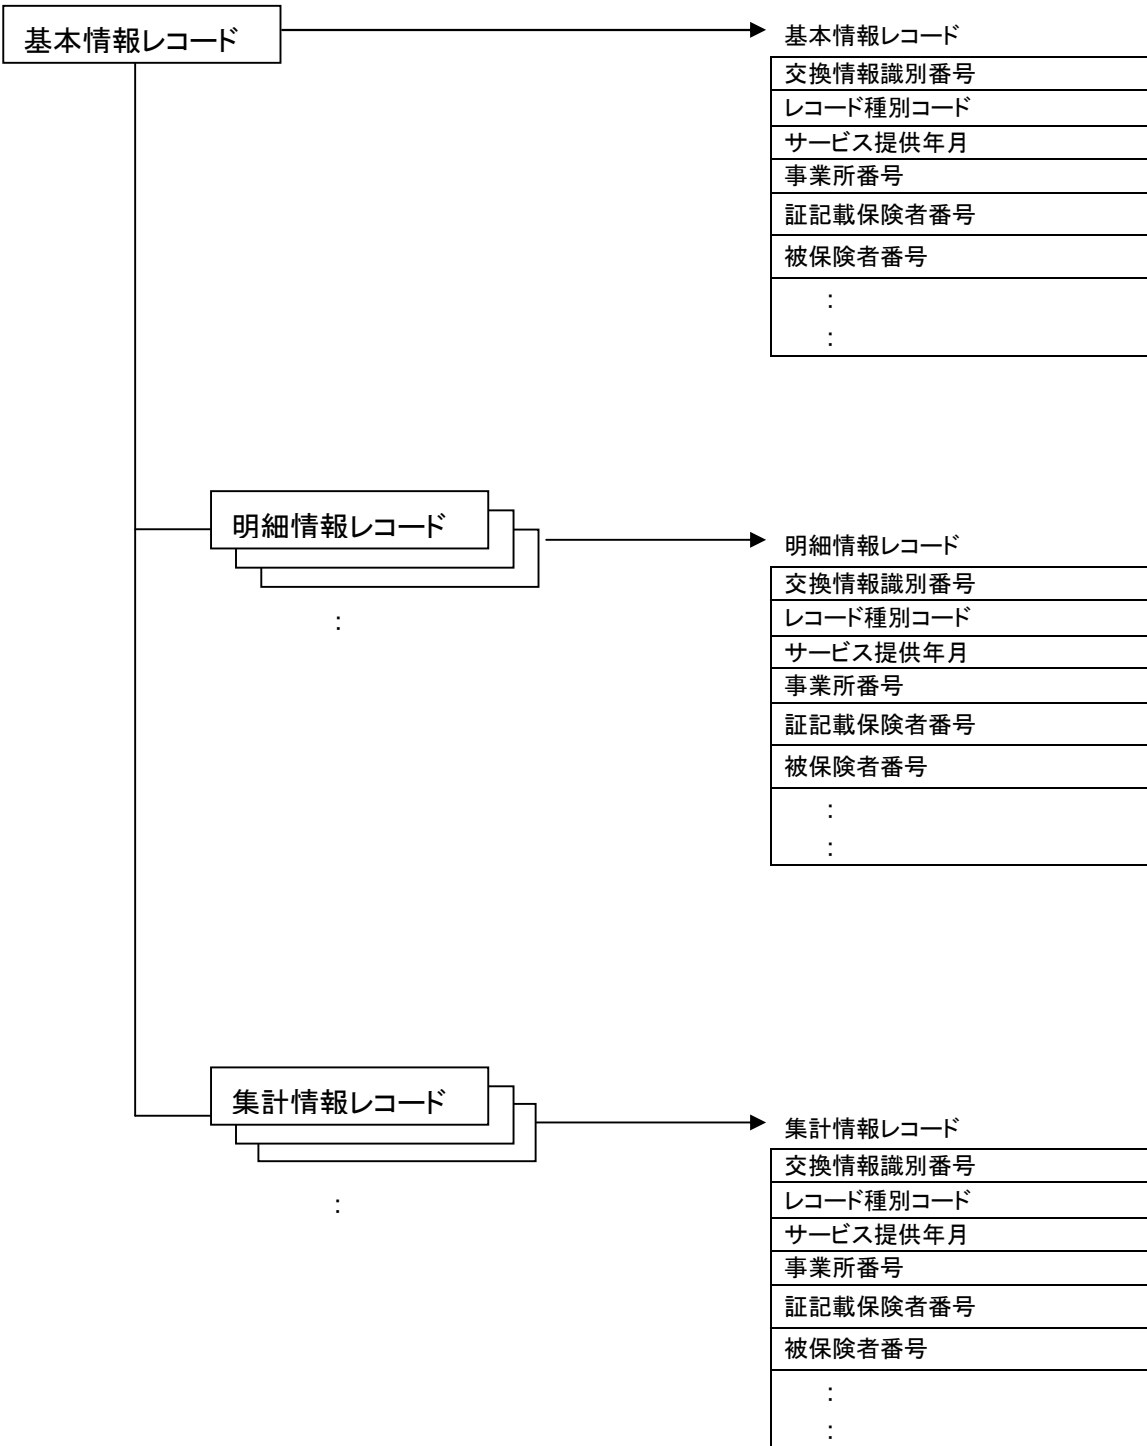 基本情報レコード
基本情報レコード
交換情報識別番号
レコード種別コード
サービス提供年月
事業所番号
証記載保険者番号
被保険者番号
:
:
明細情報レコード
:
明細情報レコード
交換情報識別番号
レコード種別コード
サービス提供年月
事業所番号
証記載保険者番号
被保険者番号
:
:
集計情報レコード
:
集計情報レコード
交換情報識別番号
レコード種別コード
サービス提供年月
事業所番号
証記載保険者番号
被保険者番号
:
: